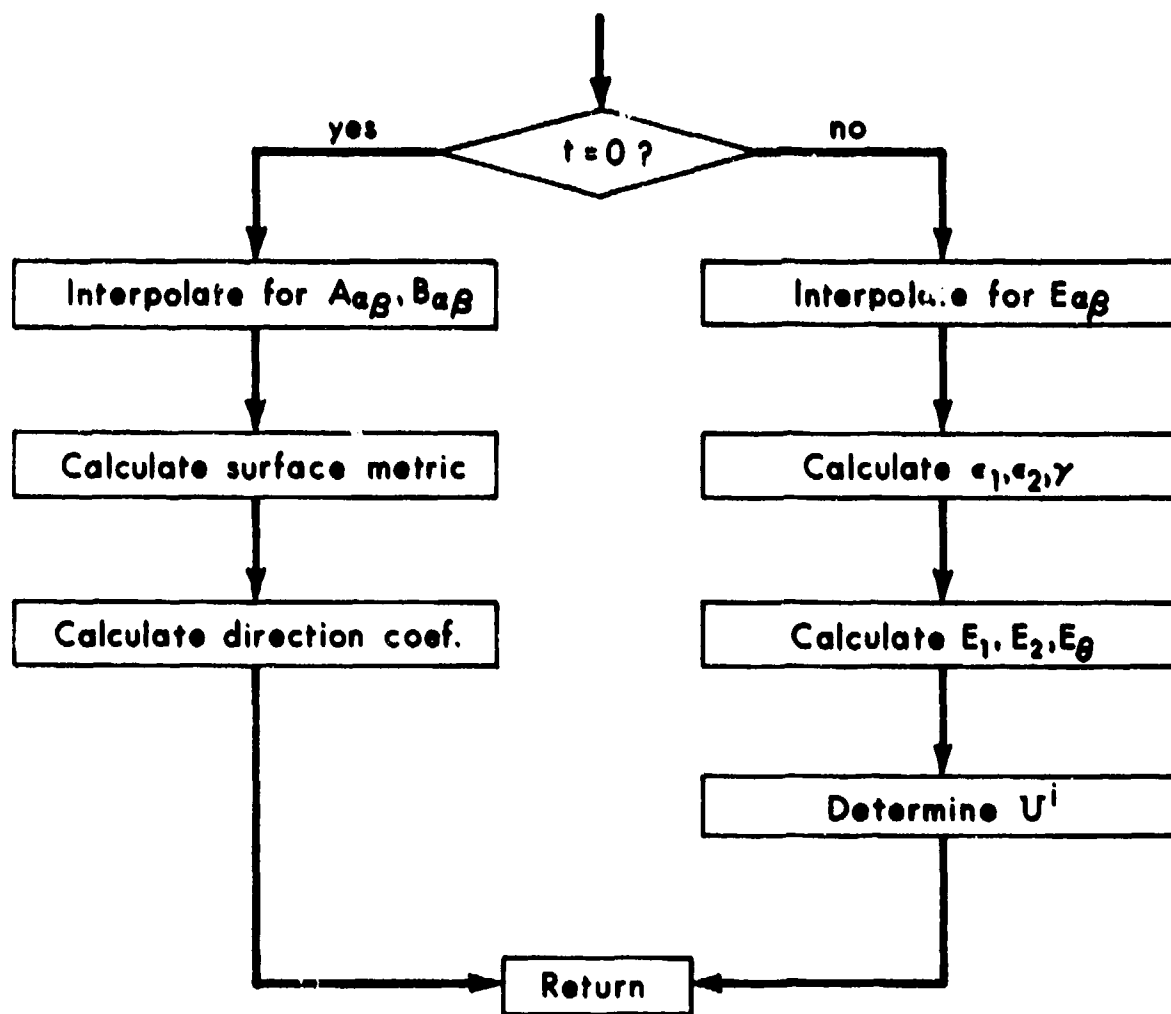 t = 0 ?
yes
no
Interpolate for Aαβ, Bαβ
Calculate surface metric
Calculate direction coef.
Interpolate for Eαβ
Calculate ϵ₁,ϵ₂,γ
Calculate E₁, E₂, Eθ
Determine Uⁱ
Return